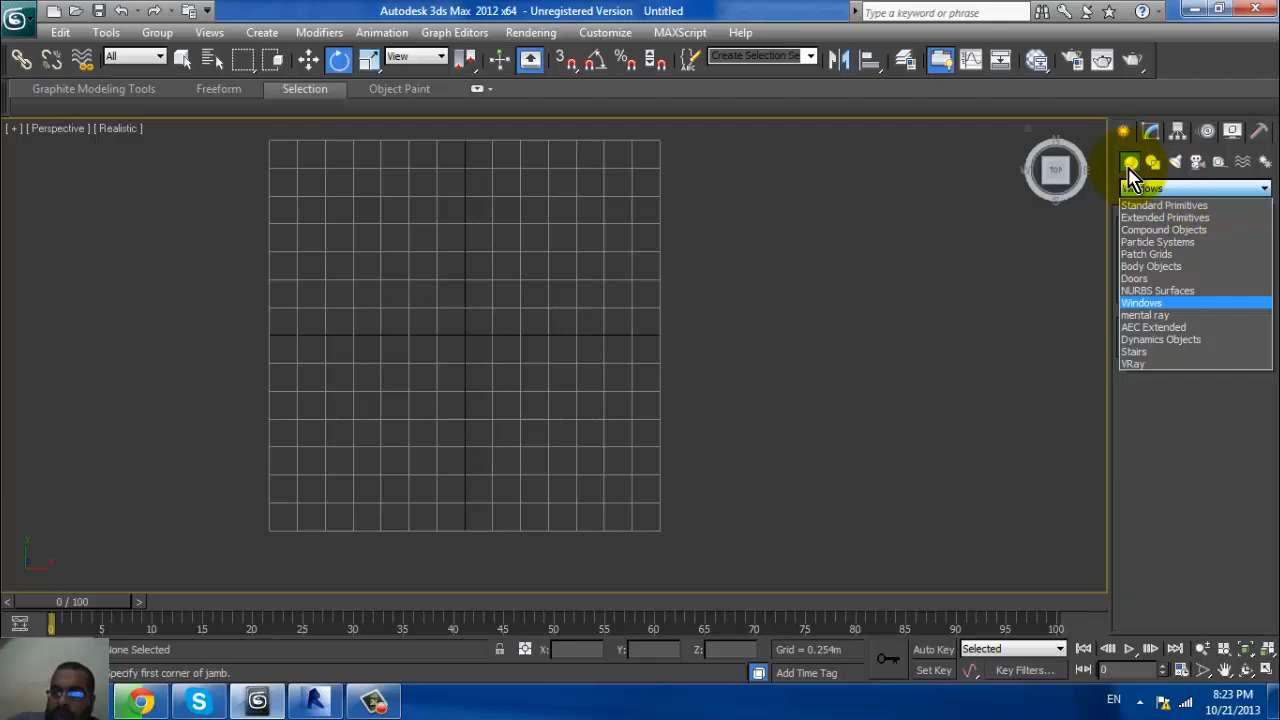 Autodesk 3ds Max 2012 x64 - Unregistered Version Untitled
Type a keyword or phrase
Edit Tools Group Views Create Modifiers Animation Graph Editors Rendering Customize MAXScript Help
All View 3 Create Selection Se
Graphite Modeling Tools Freeform Selection Object Paint
[ + ] [ Perspective ] [ Realistic ]
TOP
Standard Primitives
Extended Primitives
Compound Objects
Particle Systems
Patch Grids
Body Objects
Doors
NURBS Surfaces
Windows
mental ray
AEC Extended
Dynamics Objects
Stairs
VRay
0 / 100
0 5 10 15 20 25 30 35 40 45 50 55 60 65 70 75 80 85 90 95 100
None Selected X: Y: Z: Grid = 0.254m Auto Key Selected
Specify first corner of jamb. Add Time Tag Set Key Key Filters... 0
EN 8:23 PM
10/21/2013